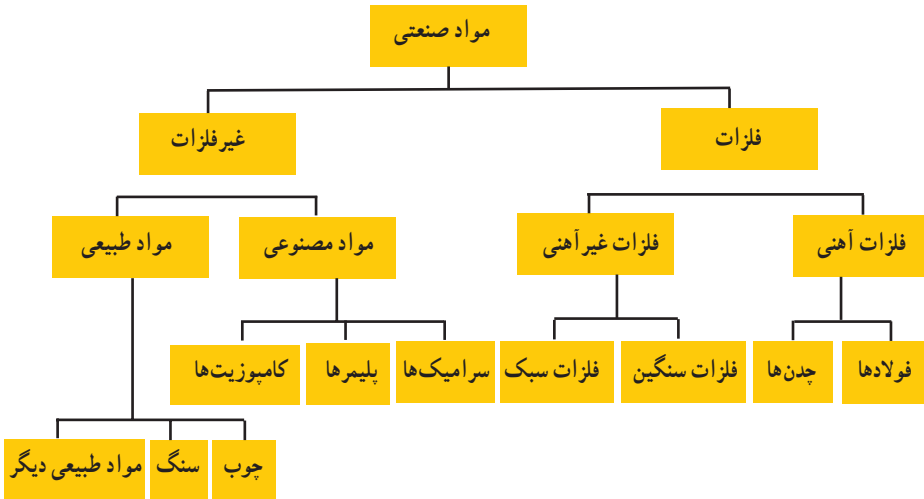 مواد صنعتی
فلزات
غیرفلزات
فلزات آهنی
فلزات غیرآهنی
مواد مصنوعی
مواد طبیعی
فولادها
چدن‌ها
فلزات سنگین
فلزات سبک
سرامیک‌ها
پلیمرها
کامپوزیت‌ها
چوب
سنگ
مواد طبیعی دیگر